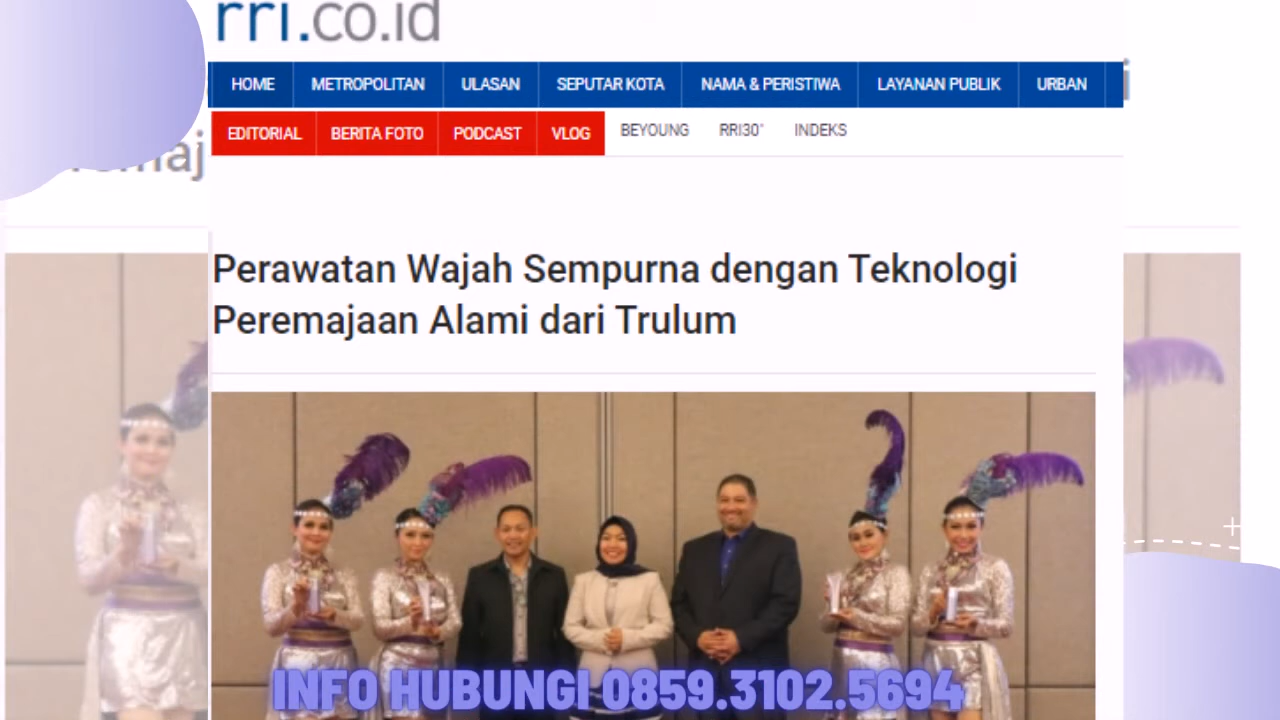 rri.co.id
HOME METROPOLITAN ULASAN SEPUTAR KOTA NAMA & PERISTIWA LAYANAN PUBLIK URBAN
EDITORIAL BERITA FOTO PODCAST VLOG BEYOUNG RRI30" INDEKS
Perawatan Wajah Sempurna dengan Teknologi
Peremajaan Alami dari Trulum
INFO HUBUNGI 0859.3102.5694